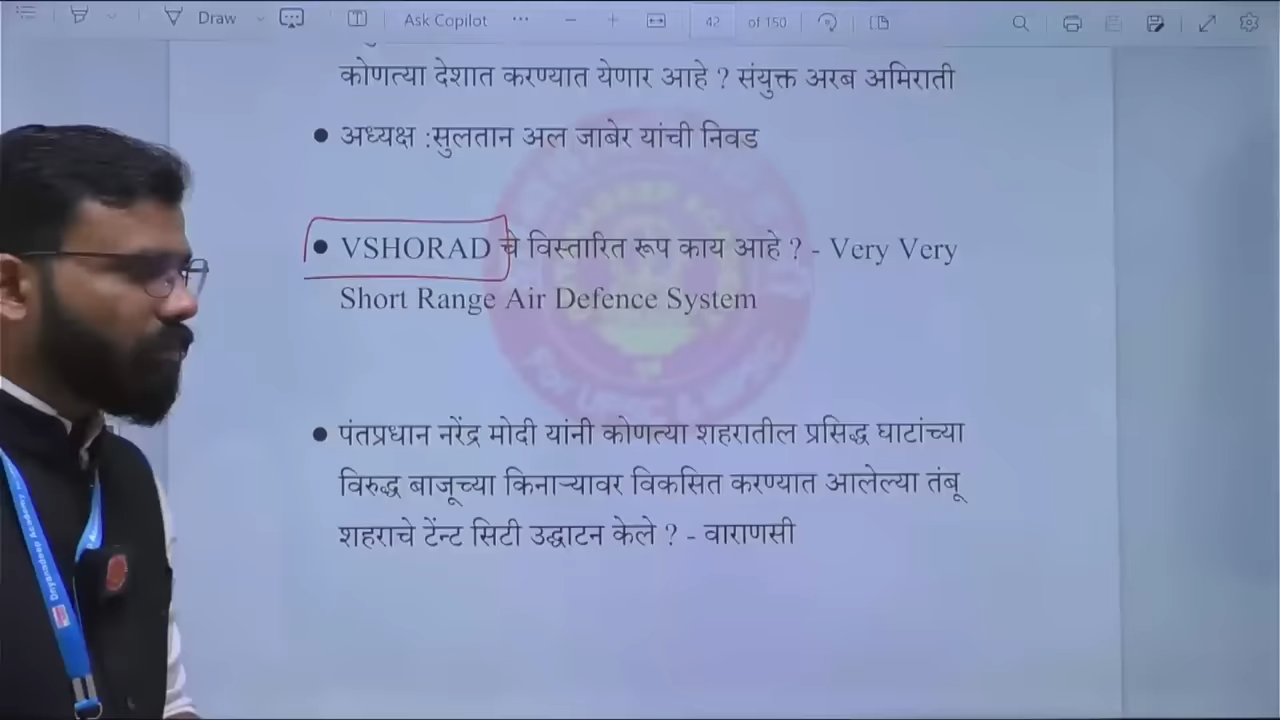 Draw
Ask Copilot
42
of 150
कोणत्या देशात करण्यात येणार आहे ? संयुक्त अरब अमिराती
● अध्यक्ष :सुलतान अल जाबेर यांची निवड
● VSHORAD चे विस्तारित रूप काय आहे ? - Very Very
Short Range Air Defence System
● पंतप्रधान नरेंद्र मोदी यांनी कोणत्या शहरातील प्रसिद्ध घाटांच्या
विरुद्ध बाजूच्या किनाऱ्यावर विकसित करण्यात आलेल्या तंबू
शहराचे टेंन्ट सिटी उद्घाटन केले ? - वाराणसी
Dnyanadeep Academy